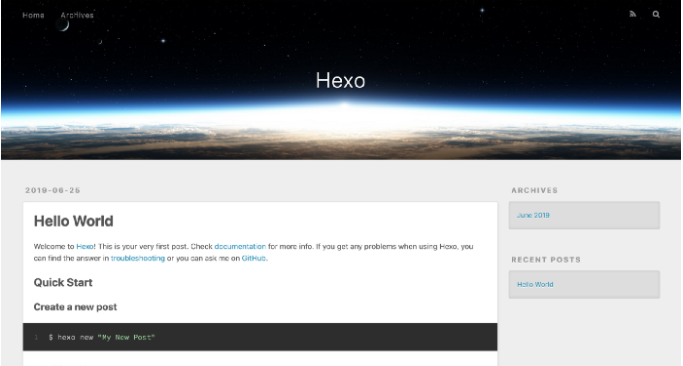 Home Archives
Hexo
2019-06-25
Hello World
Welcome to Hexo! This is your very first post. Check documentation for more info. If you get any problems when using Hexo, you
can find the answer in troubleshooting or you can ask me on GitHub.
Quick Start
Create a new post
1 $ hexo new "My New Post"
ARCHIVES
June 2019
RECENT POSTS
Hello World